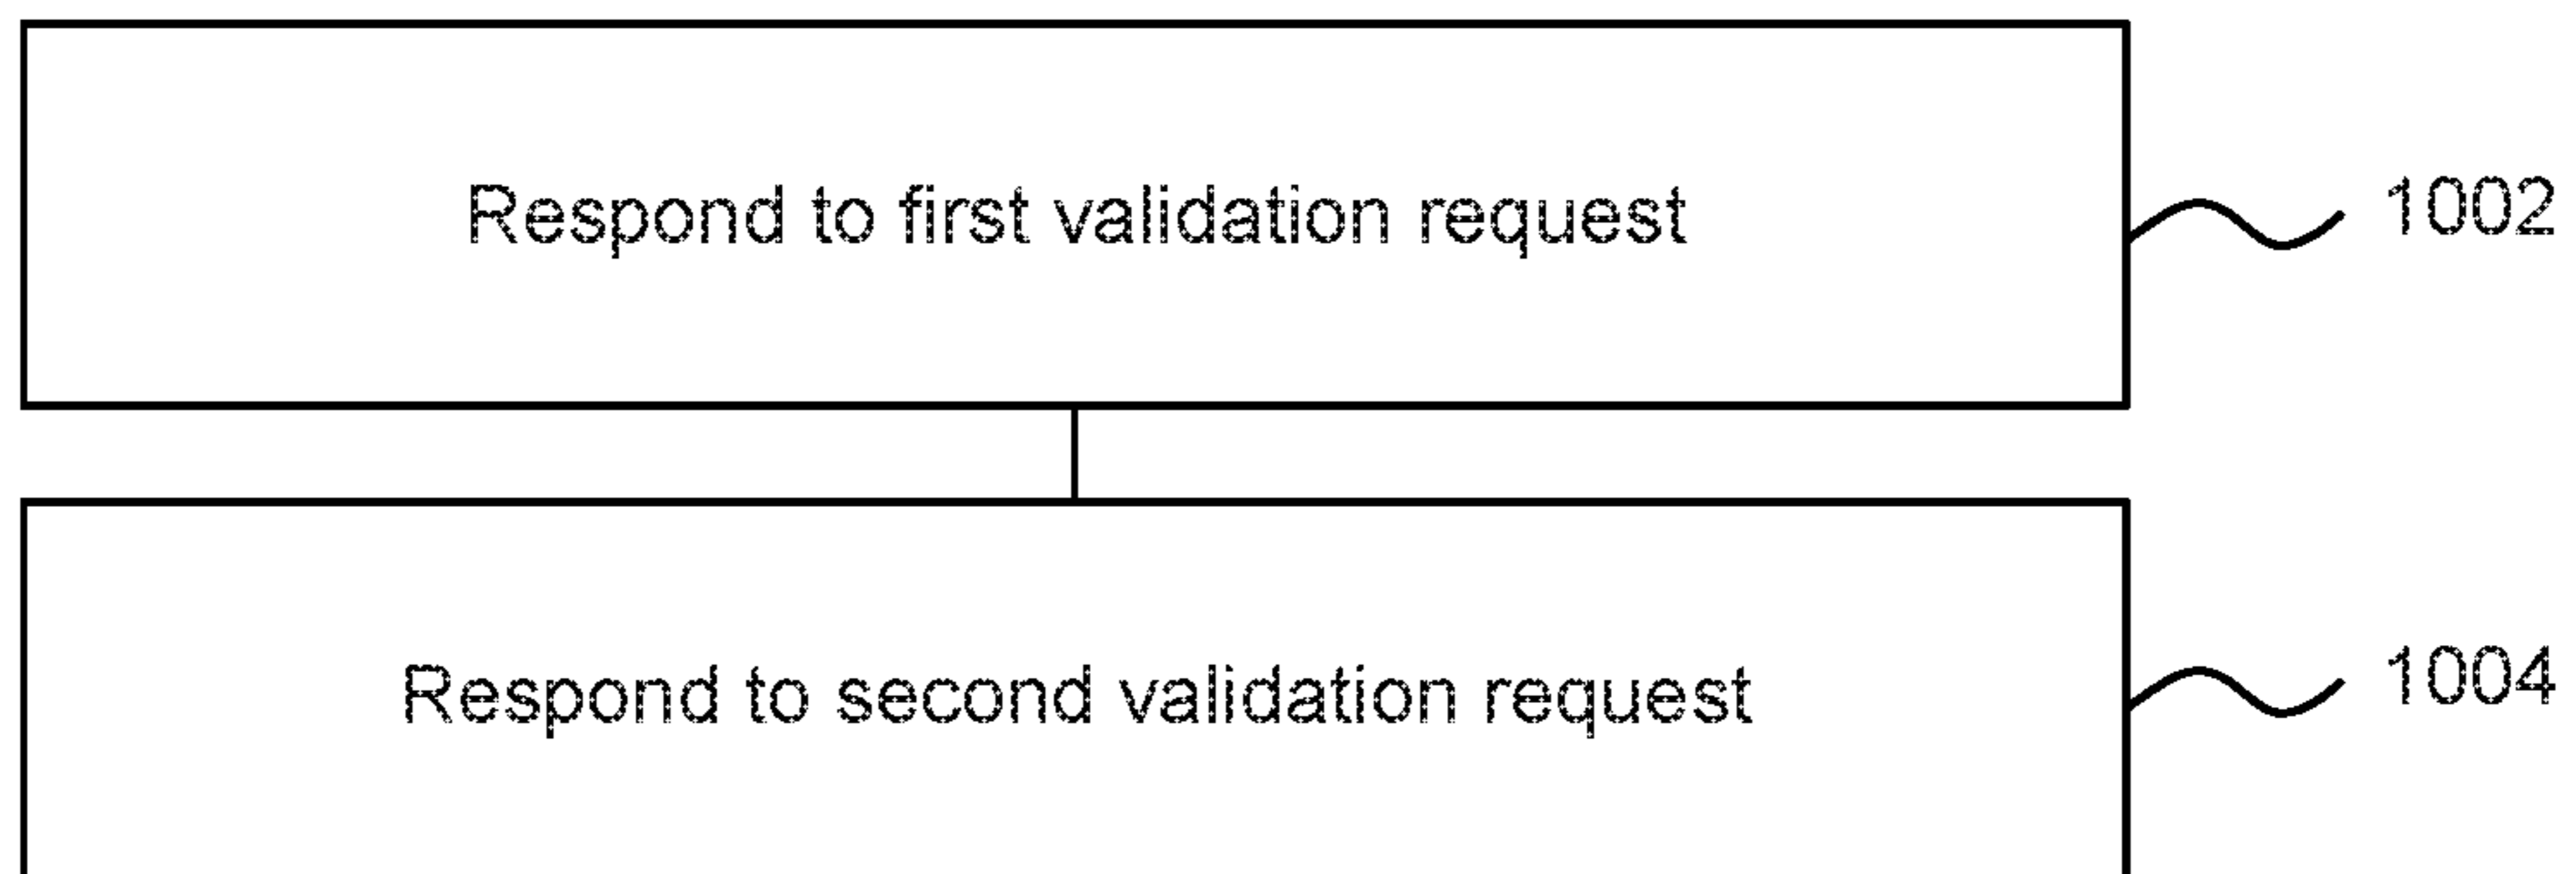 Respond to first validation request
1002
Respond to second validation request
1004